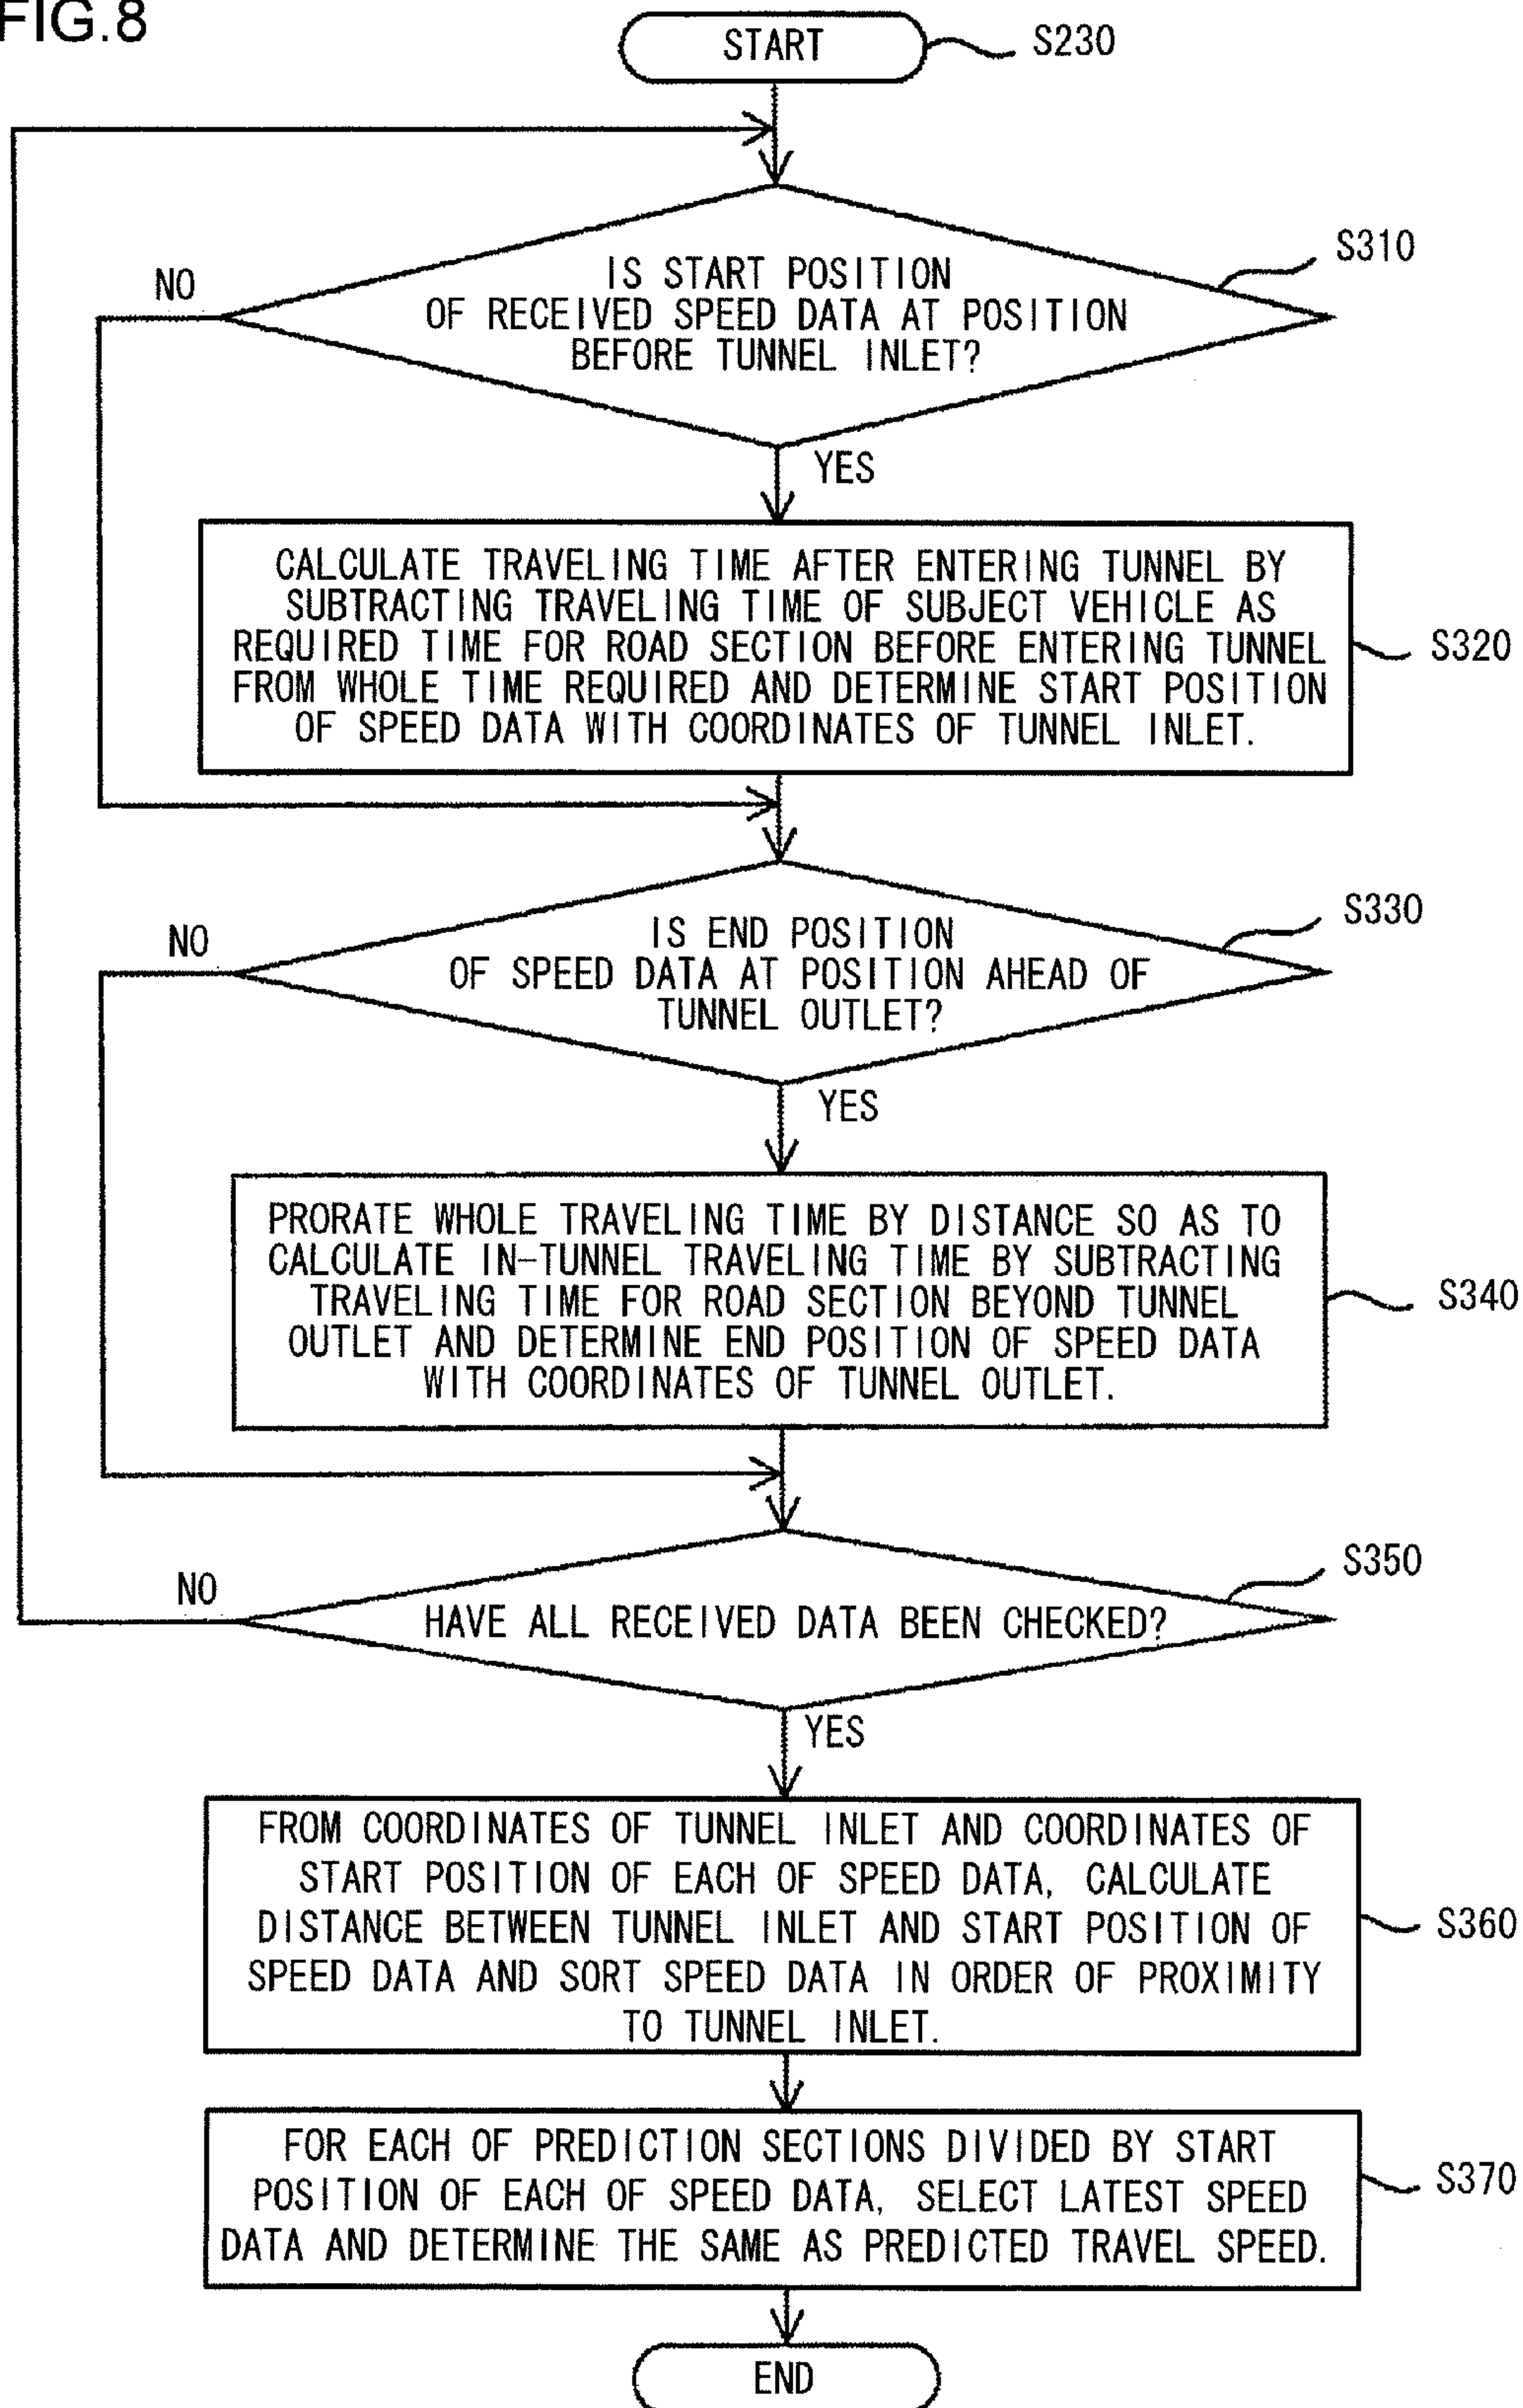 FIG.8
START
S230
S310
NO
IS START POSITION
OF RECEIVED SPEED DATA AT POSITION
BEFORE TUNNEL INLET?
YES
CALCULATE TRAVELING TIME AFTER ENTERING TUNNEL BY
SUBTRACTING TRAVELING TIME OF SUBJECT VEHICLE AS
REQUIRED TIME FOR ROAD SECTION BEFORE ENTERING TUNNEL
FROM WHOLE TIME REQUIRED AND DETERMINE START POSITION
OF SPEED DATA WITH COORDINATES OF TUNNEL INLET.
S320
S330
NO
IS END POSITION
OF SPEED DATA AT POSITION AHEAD OF
TUNNEL OUTLET?
YES
PRORATE WHOLE TRAVELING TIME BY DISTANCE SO AS TO
CALCULATE IN-TUNNEL TRAVELING TIME BY SUBTRACTING
TRAVELING TIME FOR ROAD SECTION BEYOND TUNNEL
OUTLET AND DETERMINE END POSITION OF SPEED DATA
WITH COORDINATES OF TUNNEL OUTLET.
S340
S350
NO
HAVE ALL RECEIVED DATA BEEN CHECKED?
YES
FROM COORDINATES OF TUNNEL INLET AND COORDINATES OF
START POSITION OF EACH OF SPEED DATA, CALCULATE
DISTANCE BETWEEN TUNNEL INLET AND START POSITION OF
SPEED DATA AND SORT SPEED DATA IN ORDER OF PROXIMITY
TO TUNNEL INLET.
S360
FOR EACH OF PREDICTION SECTIONS DIVIDED BY START
POSITION OF EACH OF SPEED DATA, SELECT LATEST SPEED
DATA AND DETERMINE THE SAME AS PREDICTED TRAVEL SPEED.
S370
END